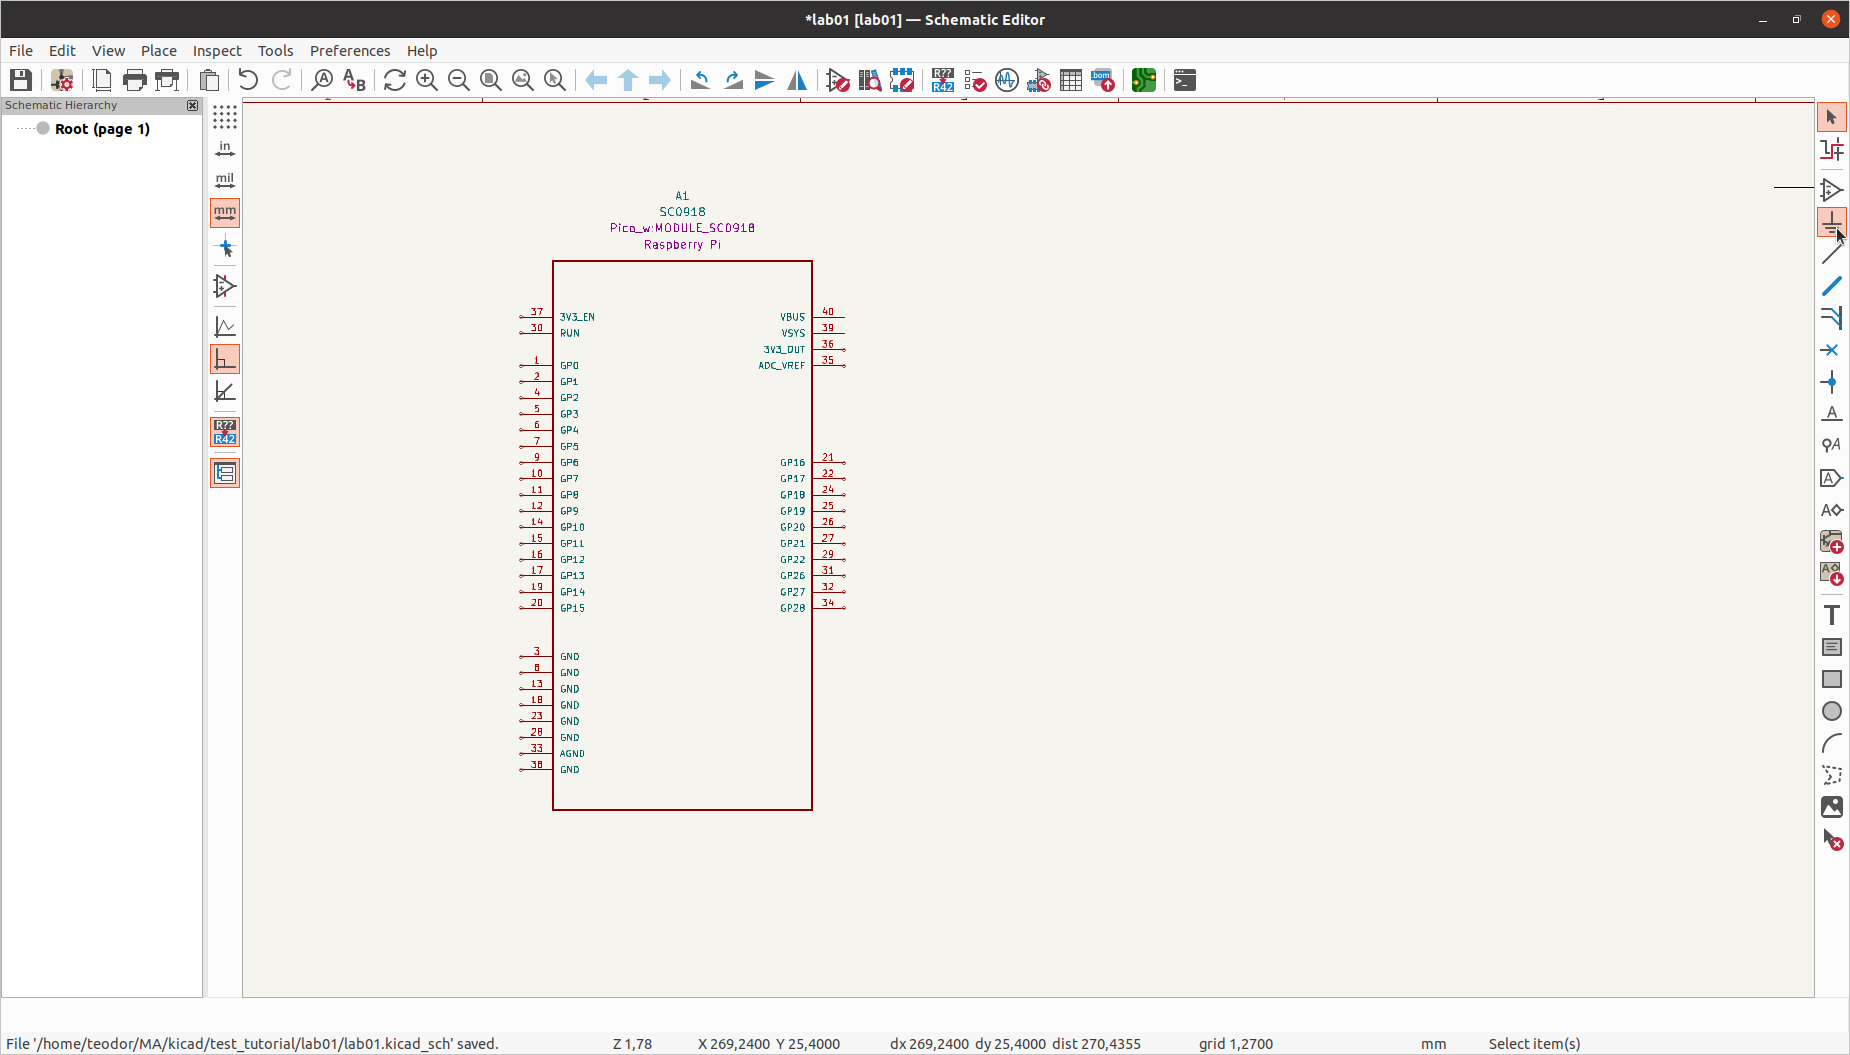 *lab01 [lab01] — Schematic Editor
File Edit View Place Inspect Tools Preferences Help
Schematic Hierarchy
Root (page 1)
in
mil
mm
R??
R42
A1
SC0918
Pico_w:MODULE_SC0918
Raspberry Pi
37 3V3_EN VBUS 40
30 RUN VSYS 39
3V3_OUT 36
1 GP0 ADC_VREF 35
2 GP1
4 GP2
5 GP3
6 GP4
7 GP5
9 GP6 GP16 21
10 GP7 GP17 22
11 GP8 GP18 24
12 GP9 GP19 25
14 GP10 GP20 26
15 GP11 GP21 27
16 GP12 GP22 29
17 GP13 GP26 31
19 GP14 GP27 32
20 GP15 GP28 34
3 GND
8 GND
13 GND
18 GND
23 GND
28 GND
33 AGND
38 GND
File '/home/teodor/MA/kicad/test_tutorial/lab01/lab01.kicad_sch' saved. Z 1,78 X 269,2400 Y 25,4000 dx 269,2400 dy 25,4000 dist 270,4355 grid 1,2700 mm Select item(s)